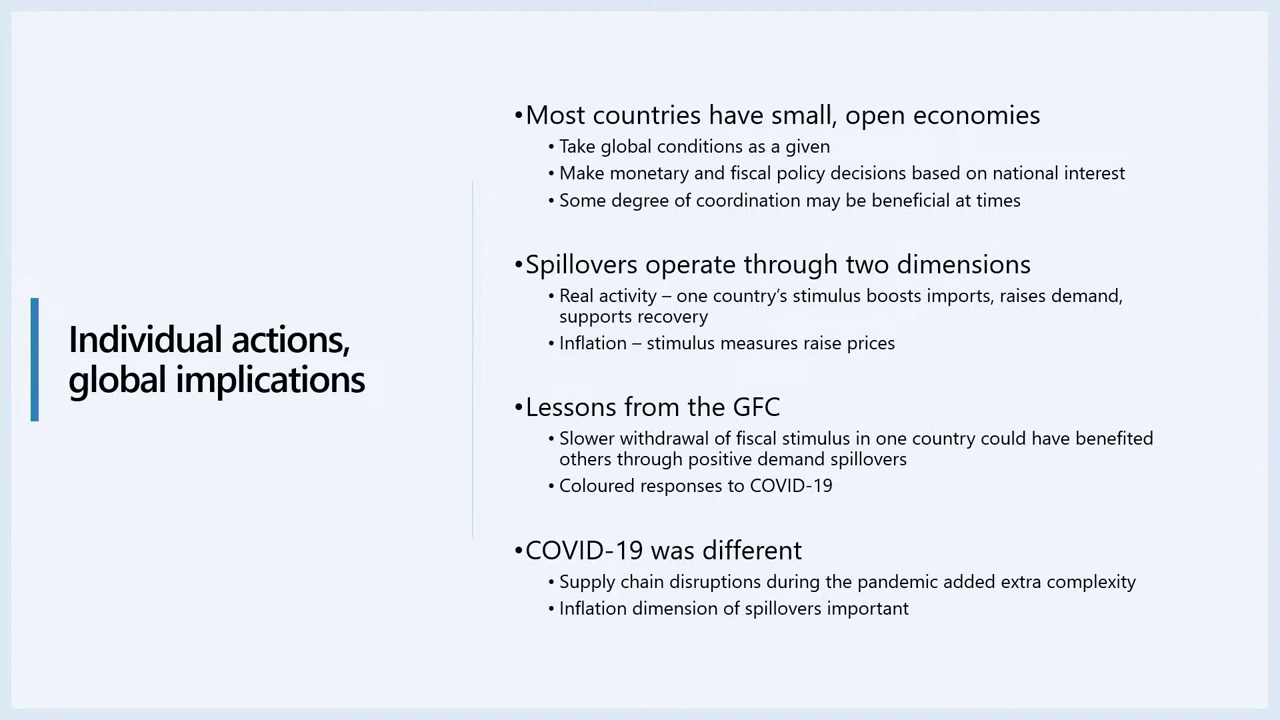 Individual actions,
global implications
•Most countries have small, open economies
• Take global conditions as a given
• Make monetary and fiscal policy decisions based on national interest
• Some degree of coordination may be beneficial at times
•Spillovers operate through two dimensions
• Real activity – one country’s stimulus boosts imports, raises demand,
supports recovery
• Inflation – stimulus measures raise prices
•Lessons from the GFC
• Slower withdrawal of fiscal stimulus in one country could have benefited
others through positive demand spillovers
• Coloured responses to COVID-19
•COVID-19 was different
• Supply chain disruptions during the pandemic added extra complexity
• Inflation dimension of spillovers important